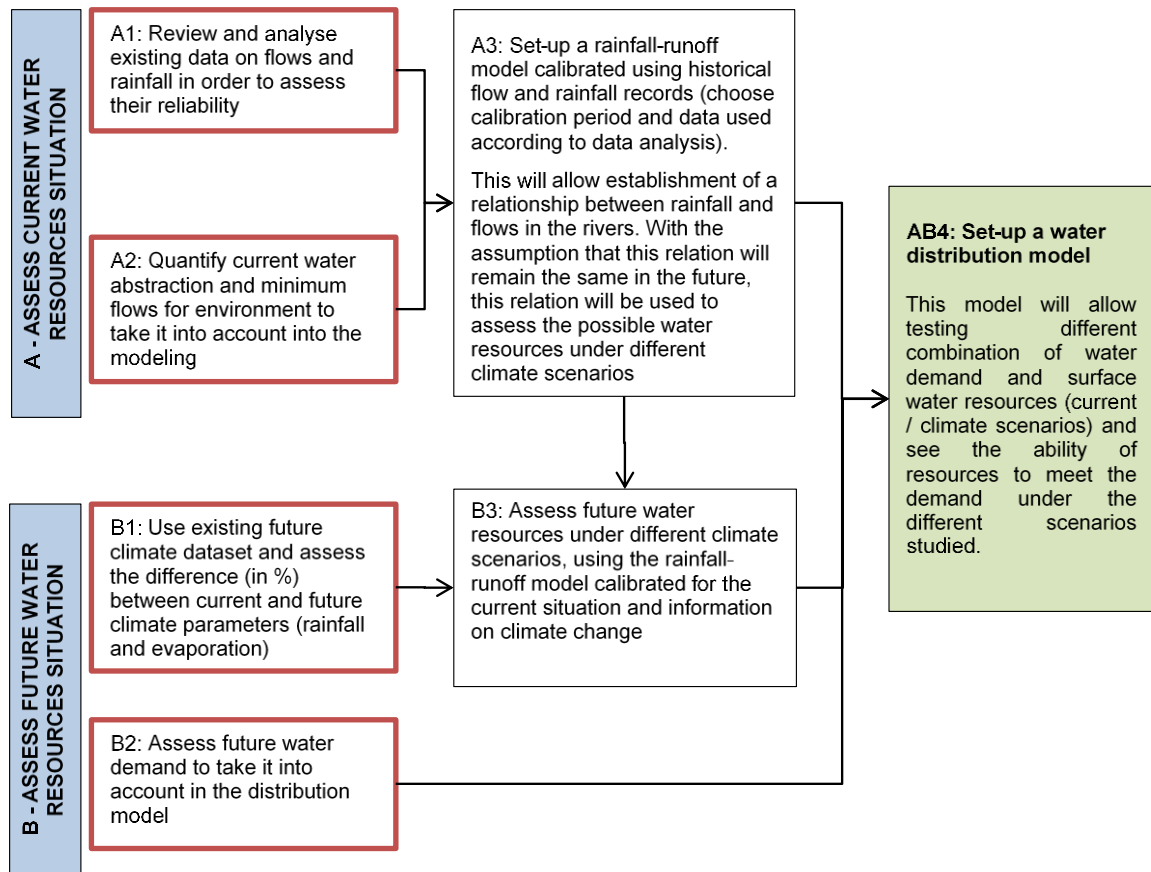 A - ASSESS CURRENT WATER
RESOURCES SITUATION
A1: Review and analyse
existing data on flows and
rainfall in order to assess
their reliability
A2: Quantify current water
abstraction and minimum
flows for environment to
take it into account into the
modeling
A3: Set-up a rainfall-runoff
model calibrated using historical
flow and rainfall records (choose
calibration period and data used
according to data analysis).
This will allow establishment of a
relationship between rainfall and
flows in the rivers. With the
assumption that this relation will
remain the same in the future,
this relation will be used to
assess the possible water
resources under different
climate scenarios
B - ASSESS FUTURE WATER
RESOURCES SITUATION
B1: Use existing future
climate dataset and assess
the difference (in %)
between current and future
climate parameters (rainfall
and evaporation)
B2: Assess future water
demand to take it into
account in the distribution
model
B3: Assess future water
resources under different climate
scenarios, using the rainfall-
runoff model calibrated for the
current situation and information
on climate change
AB4: Set-up a water
distribution model
This model will allow
testing different
combination of water
demand and surface
water resources (current
/ climate scenarios) and
see the ability of
resources to meet the
demand under the
different scenarios
studied.